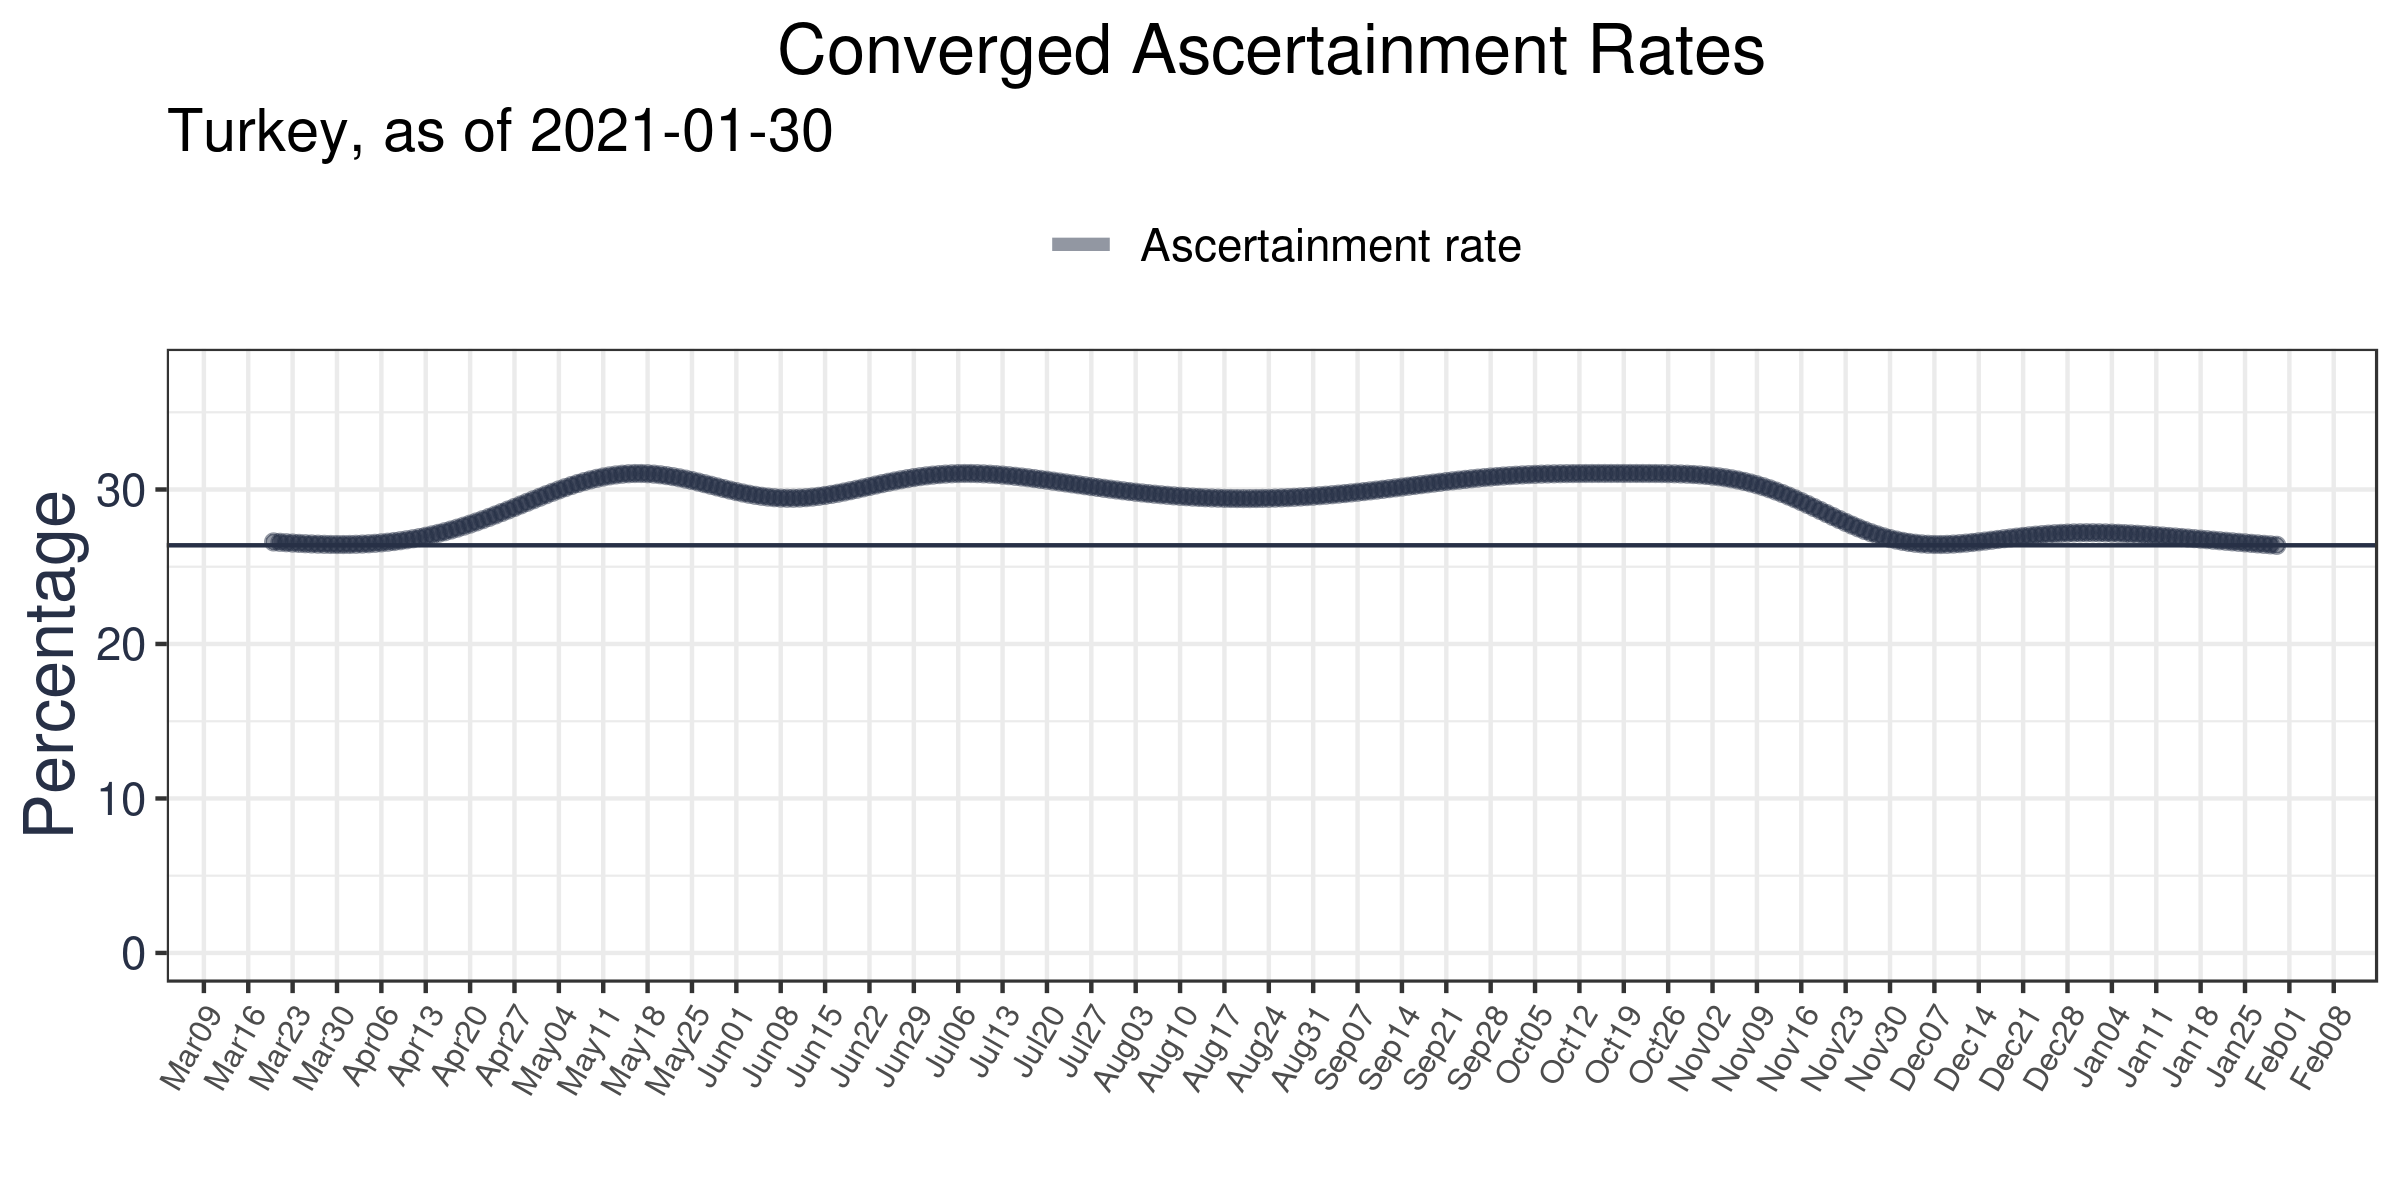 Converged Ascertainment Rates
Turkey, as of 2021-01-30
Ascertainment rate
Percentage
30
20
10
0
Mar09 Mar16 Mar23 Mar30 Apr06 Apr13 Apr20 Apr27 May04 May11 May18 May25 Jun01 Jun08 Jun15 Jun22 Jun29 Jul06 Jul13 Jul20 Jul27 Aug03 Aug10 Aug17 Aug24 Aug31 Sep07 Sep14 Sep21 Sep28 Oct05 Oct12 Oct19 Oct26 Nov02 Nov09 Nov16 Nov23 Nov30 Dec07 Dec14 Dec21 Dec28 Jan04 Jan11 Jan18 Jan25 Feb01 Feb08